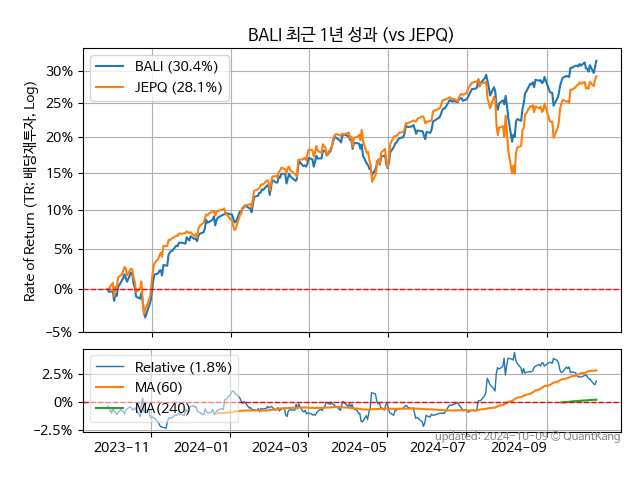 BALI 최근 1년 성과 (vs JEPQ)
Rate of Return (TR: 배당재투자, Log)
30%
25%
20%
15%
10%
5%
0%
−5%
BALI (30.4%)
JEPQ (28.1%)
2.5%
0%
−2.5%
Relative (1.8%)
MA(60)
MA(240)
updated: 2024-10-09 © QuantKang
2023-11
2024-01
2024-03
2024-05
2024-07
2024-09